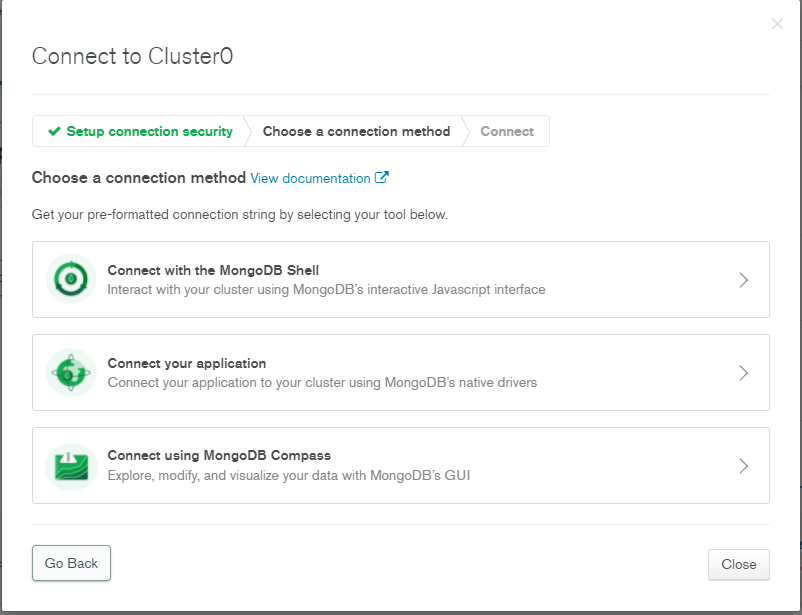 Connect to Cluster0
Setup connection security
Choose a connection method
Connect
Choose a connection method View documentation
Get your pre-formatted connection string by selecting your tool below.
Connect with the MongoDB Shell
Interact with your cluster using MongoDB's interactive Javascript interface
Connect your application
Connect your application to your cluster using MongoDB's native drivers
Connect using MongoDB Compass
Explore, modify, and visualize your data with MongoDB's GUI
Go Back
Close